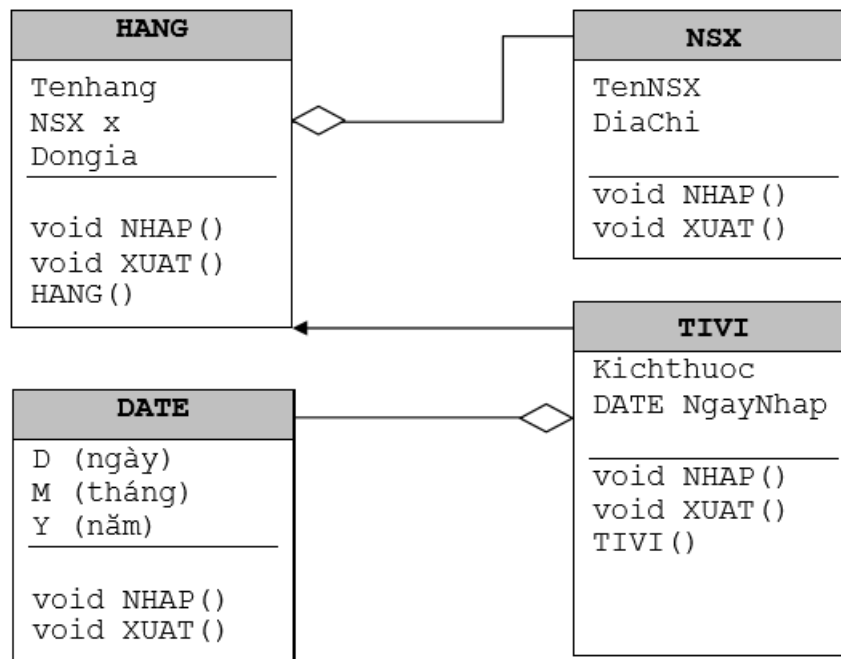 HANG
Tenhang
NSX x
Dongia
void NHAP()
void XUAT()
HANG()
NSX
TenNSX
DiaChi
void NHAP()
void XUAT()
DATE
D (ngày)
M (tháng)
Y (năm)
void NHAP()
void XUAT()
TIVI
Kichthuoc
DATE NgayNhap
void NHAP()
void XUAT()
TIVI()